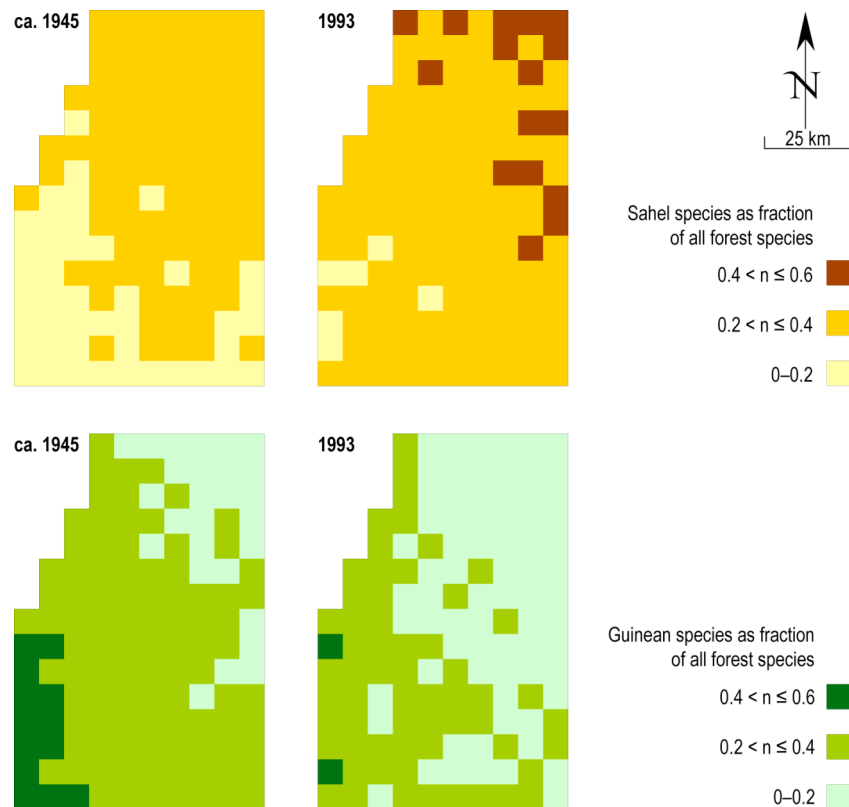 ca. 1945
1993
N
25 km
Sahel species as fraction
of all forest species
0.4 < n ≤ 0.6
0.2 < n ≤ 0.4
0–0.2
ca. 1945
1993
Guinean species as fraction
of all forest species
0.4 < n ≤ 0.6
0.2 < n ≤ 0.4
0–0.2